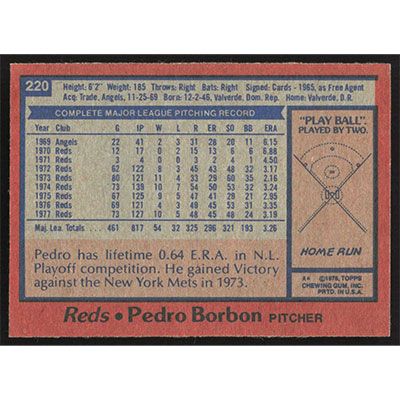 220
Height: 6'2" Weight: 185 Throws: Right Bats: Right Signed: Cards - 1965, as Free Agent
Acq: Trade, Angels, 11-25-69 Born: 12-2-46, Valverde, Dom. Rep. Home: Valverde, D.R.
COMPLETE MAJOR LEAGUE PITCHING RECORD
Year Club G IP W L R ER SO BB ERA
1969 Angels 22 41 2 3 31 28 20 11 6.15
1970 Reds 12 17 0 2 15 13 6 6 6.88
1971 Reds 3 4 0 0 2 2 4 1
1972 Reds 62 122 8 3 45 43 48 32 3.17
1973 Reds 80 121 11 4 33 29 60 35 2.16
1974 Reds 73 139 10 7 54 50 53 32 3.24
1975 Reds 67 125 9 5 41 29 21 2.95
1976 Reds 69 121 4 3 53 45 53 31 3.35
1977 Reds 73 127 10 5 48 45 48 24 3.19
Maj. Lea. Totals .... 461 817 54 32 325 296 321 193 3.26
Pedro has lifetime 0.64 E.R.A. in N.L.
Playoff competition. He gained Victory
against the New York Mets in 1973.
"PLAY BALL"
PLAYED BY TWO.
HOME RUN
©1978, TOPPS
CHEWING GUM, INC.
PRTD. IN U.S.A.
Reds • Pedro Borbon PITCHER